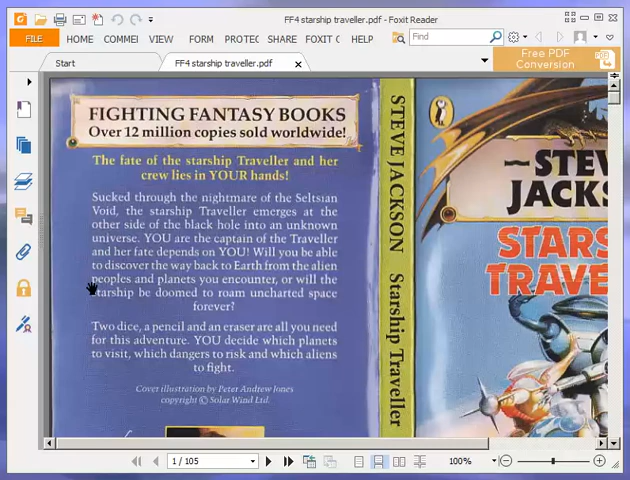 FF4 starship traveller.pdf - Foxit Reader
FILE HOME COMMEI VIEW FORM PROTEC SHARE FOXIT C HELP Find
Start FF4 starship traveller.pdf Free PDF
Conversion
FIGHTING FANTASY BOOKS
Over 12 million copies sold worldwide!
The fate of the starship Traveller and her
crew lies in YOUR hands!
Sucked through the nightmare of the Seltsian
Void, the starship Traveller emerges at the
other side of the black hole into an unknown
universe. YOU are the captain of the Traveller
and her fate depends on YOU! Will you be able
to discover the way back to Earth from the alien
peoples and planets you encounter, or will the
starship be doomed to roam uncharted space
forever?
Two dice, a pencil and an eraser are all you need
for this adventure. YOU decide which planets
to visit, which dangers to risk and which aliens
to fight.
Cover illustration by Peter Andrew Jones
copyright © Solar Wind Ltd.
STEVE JACKSON Starship Traveller
STEV
JACKS
STARS
TRAVE
1 / 105 100%